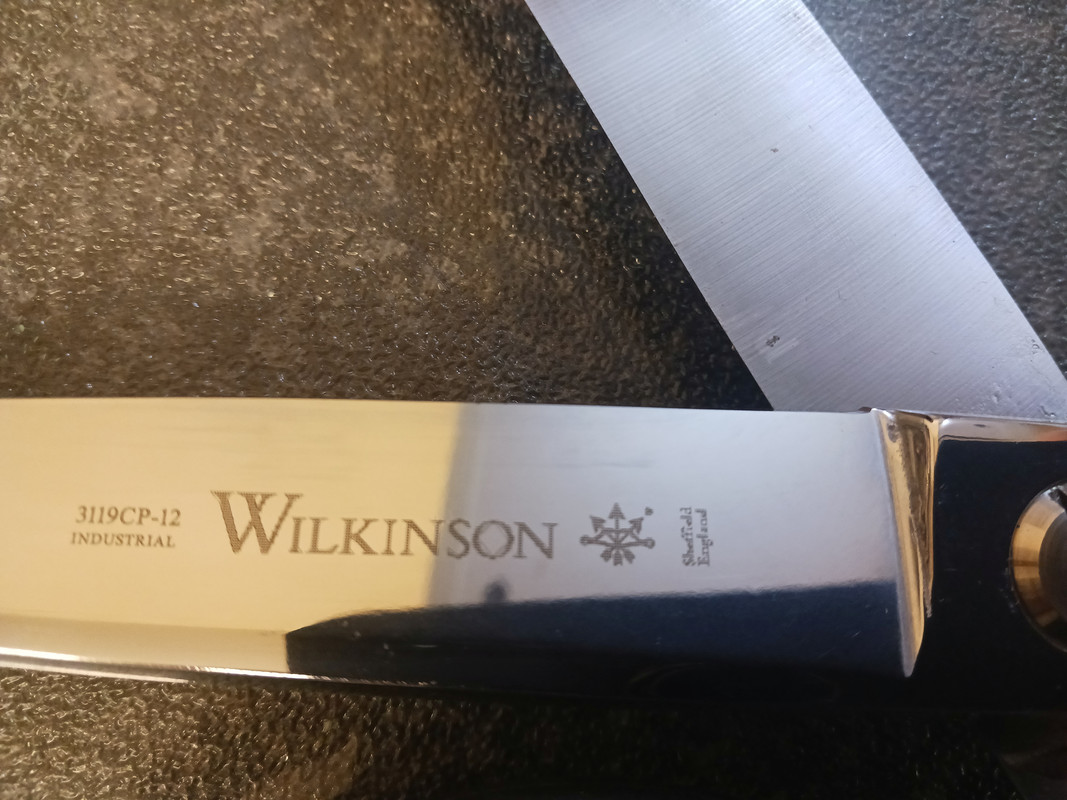 3119CP-12
INDUSTRIAL
WILKINSON
Sheffield
England